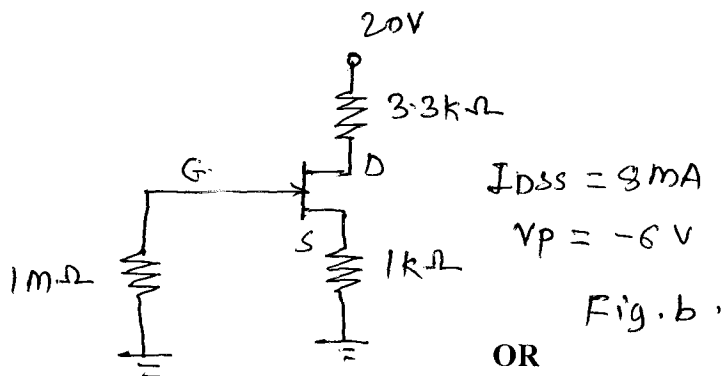 20V
3.3kΩ
G.
D
S
1MΩ
1kΩ
IDSS = 8mA
VP = -6 V
Fig. b.
OR